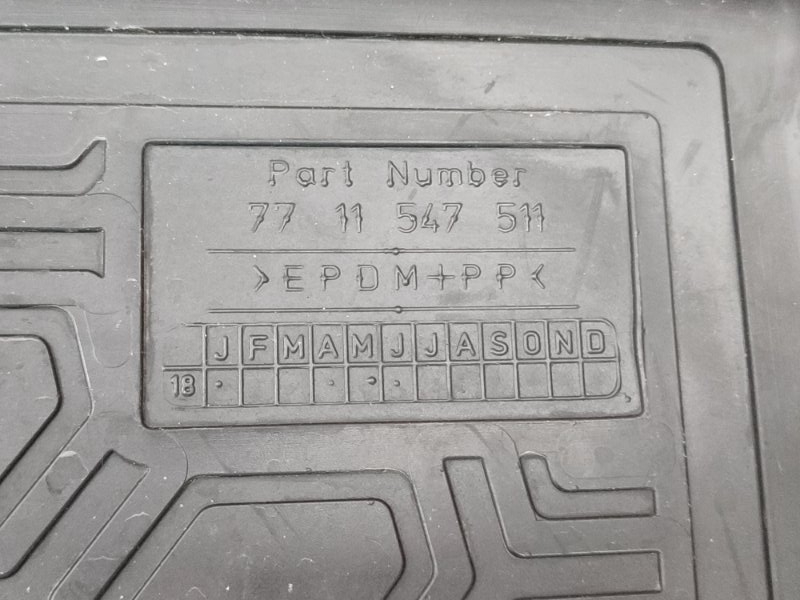 Part Number
77 11 547 511
>EPDM+PP<
J F M A M J J A S O N D
18